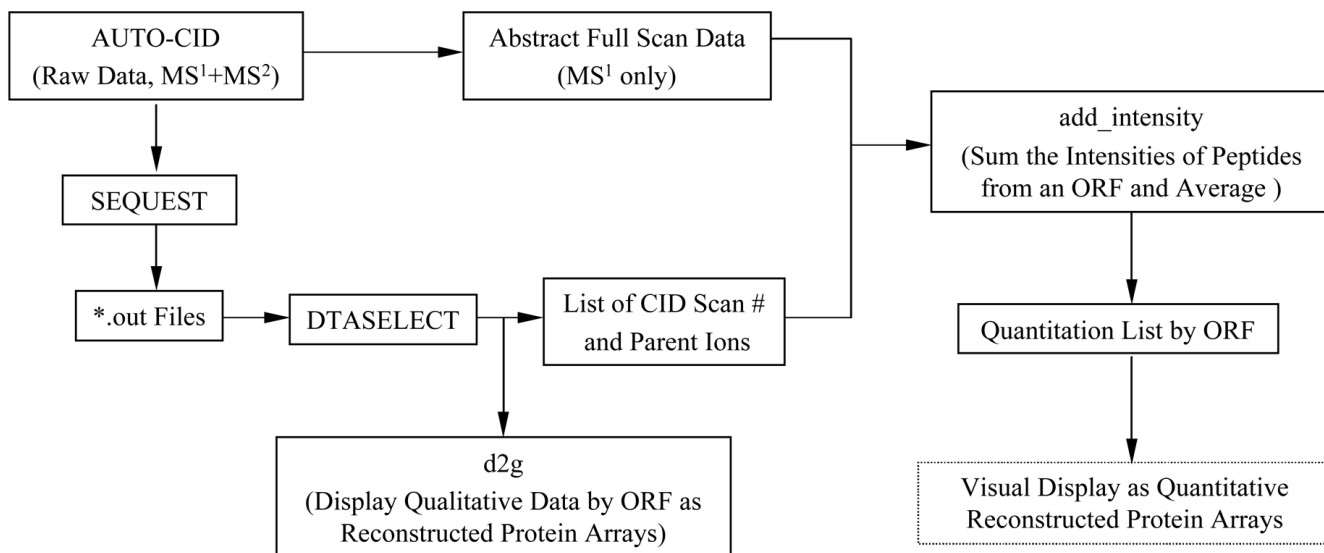 AUTO-CID
(Raw Data, MS¹+MS²)
Abstract Full Scan Data
(MS¹ only)
add_intensity
(Sum the Intensities of Peptides
from an ORF and Average )
SEQUEST
*.out Files
DTASELECT
List of CID Scan #
and Parent Ions
Quantitation List by ORF
d2g
(Display Qualitative Data by ORF as
Reconstructed Protein Arrays)
Visual Display as Quantitative
Reconstructed Protein Arrays